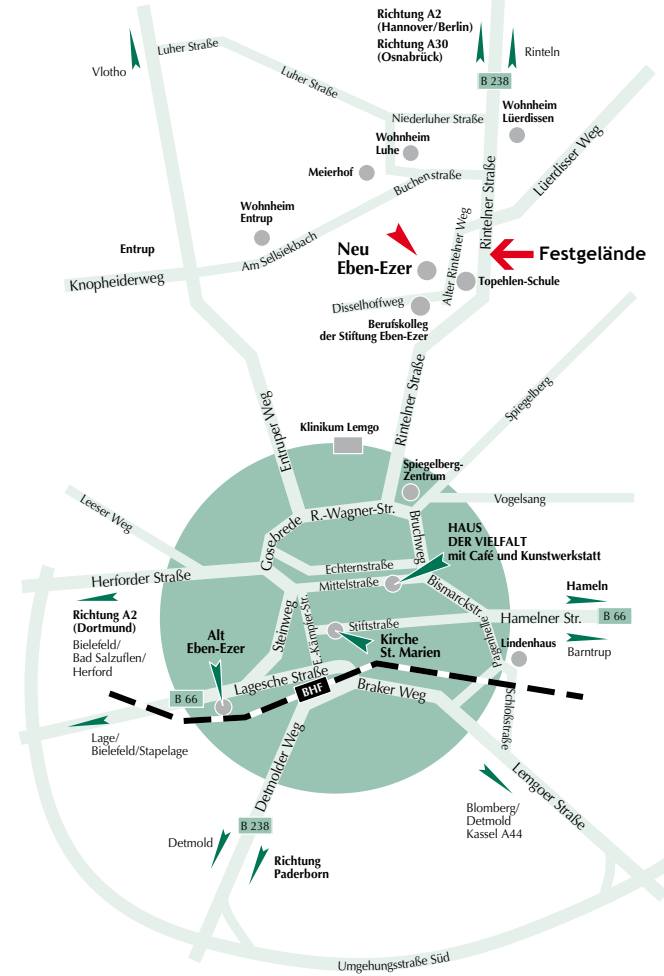 Richtung A2
(Hannover/Berlin)
Richtung A30
(Osnabrück)
Rinteln
B 238
Vlotho
Luher Straße
Luher Straße
Niederluher Straße
Wohnheim
Lüerdissen
Wohnheim
Luhe
Meierhof
Buchenstraße
Rintelner Straße
Lüerdisser Weg
Wohnheim
Entrup
Entrup
Am Sellsiekbach
Knopheiderweg
Neu
Eben-Ezer
Alter Rintelner Weg
Festgelände
Topehlen-Schule
Disselhoffweg
Berufskolleg
der Stiftung Eben-Ezer
Rintelner Straße
Spiegelberg
Entruper Weg
Klinikum Lemgo
Spiegelberg-
Zentrum
Vogelsang
Leeser Weg
R.-Wagner-Str.
Gosebrede
Bruchweg
HAUS
DER VIELFALT
mit Café und Kunstwerkstatt
Echternstraße
Mittelstraße
Herforder Straße
Bismarckstr.
Hameln
Hamelner Str.
B 66
Barntrup
Richtung A2
(Dortmund)
Bielefeld/
Bad Salzuflen/
Herford
Steinweg
E.-Kämpfer-Str.
Stiftstraße
Kirche
St. Marien
Pagenhelle
Lindenhaus
Alt
Eben-Ezer
Lagesche Straße
BHF
Braker Weg
B 66
Schloßstraße
Lage/
Bielefeld/Stapelage
Detmolder Weg
Lemgoer Straße
Blomberg/
Detmold
Kassel A44
B 238
Detmold
Richtung
Paderborn
Umgehungsstraße Süd